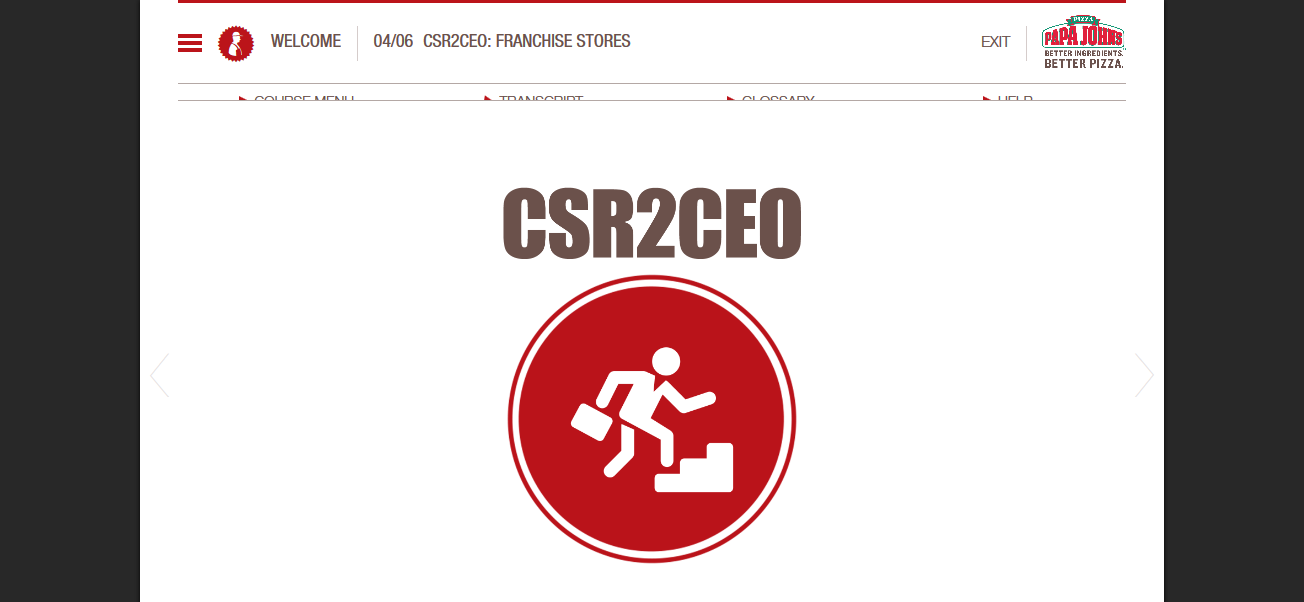 WELCOME
04/06 CSR2CEO: FRANCHISE STORES
EXIT
PIZZA
PAPA JOHNS
BETTER INGREDIENTS.
BETTER PIZZA.
COURSE MENU
TRANSCRIPT
GLOSSARY
HELP
CSR2CEO